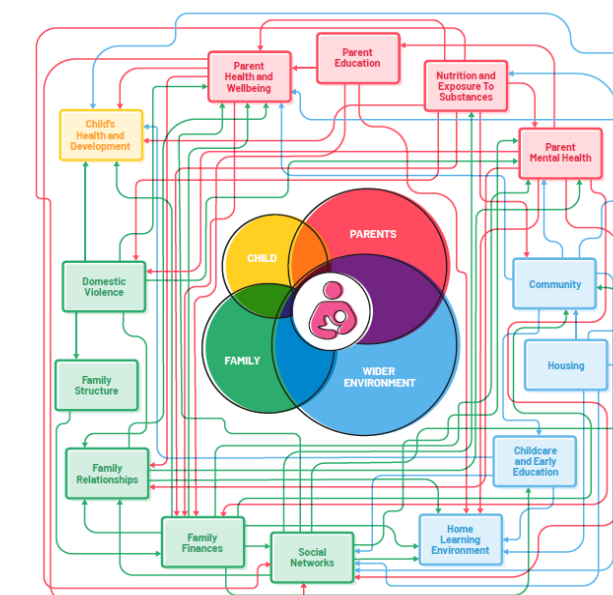 Parent
Education
Parent
Health and
Wellbeing
Nutrition and
Exposure To
Substances
Child's
Health and
Development
Parent
Mental Health
PARENTS
CHILD
Domestic
Violence
Community
FAMILY
WIDER
ENVIRONMENT
Housing
Family
Structure
Childcare
and Early
Education
Family
Relationships
Family
Finances
Social
Networks
Home
Learning
Environment